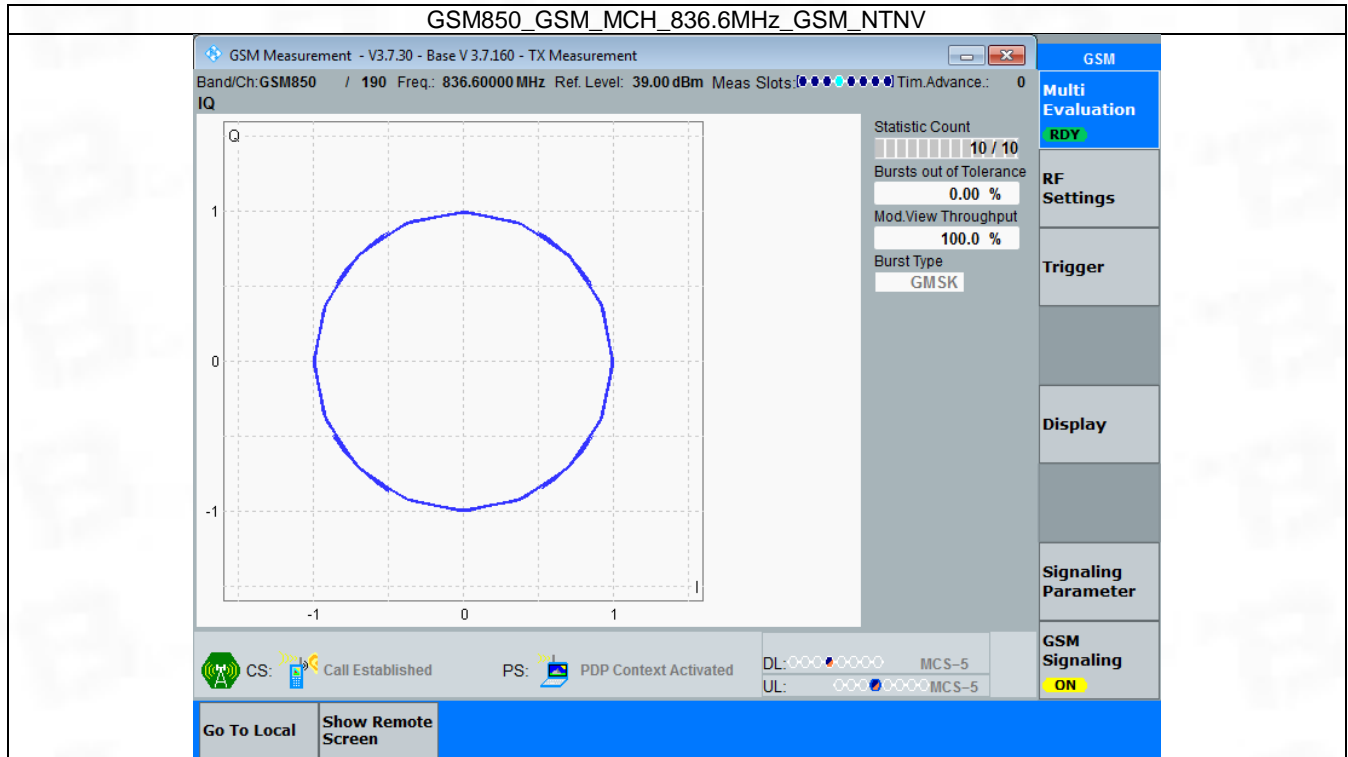 GSM850_GSM_MCH_836.6MHz_GSM_NTNV
GSM Measurement - V3.7.30 - Base V 3.7.160 - TX Measurement
GSM
Band/Ch:GSM850 / 190 Freq.: 836.60000 MHz Ref. Level: 39.00 dBm Meas Slots: Tim.Advance.: 0
IQ
Multi
Evaluation
RDY
Q
Statistic Count
10 / 10
Bursts out of Tolerance
0.00 %
Mod.View Throughput
100.0 %
Burst Type
GMSK
1
0
-1
I
-1 0 1
RF
Settings
Trigger
Display
Signaling
Parameter
GSM
Signaling
ON
CS: Call Established PS: PDP Context Activated
DL: MCS-5
UL: MCS-5
Go To Local
Show Remote
Screen